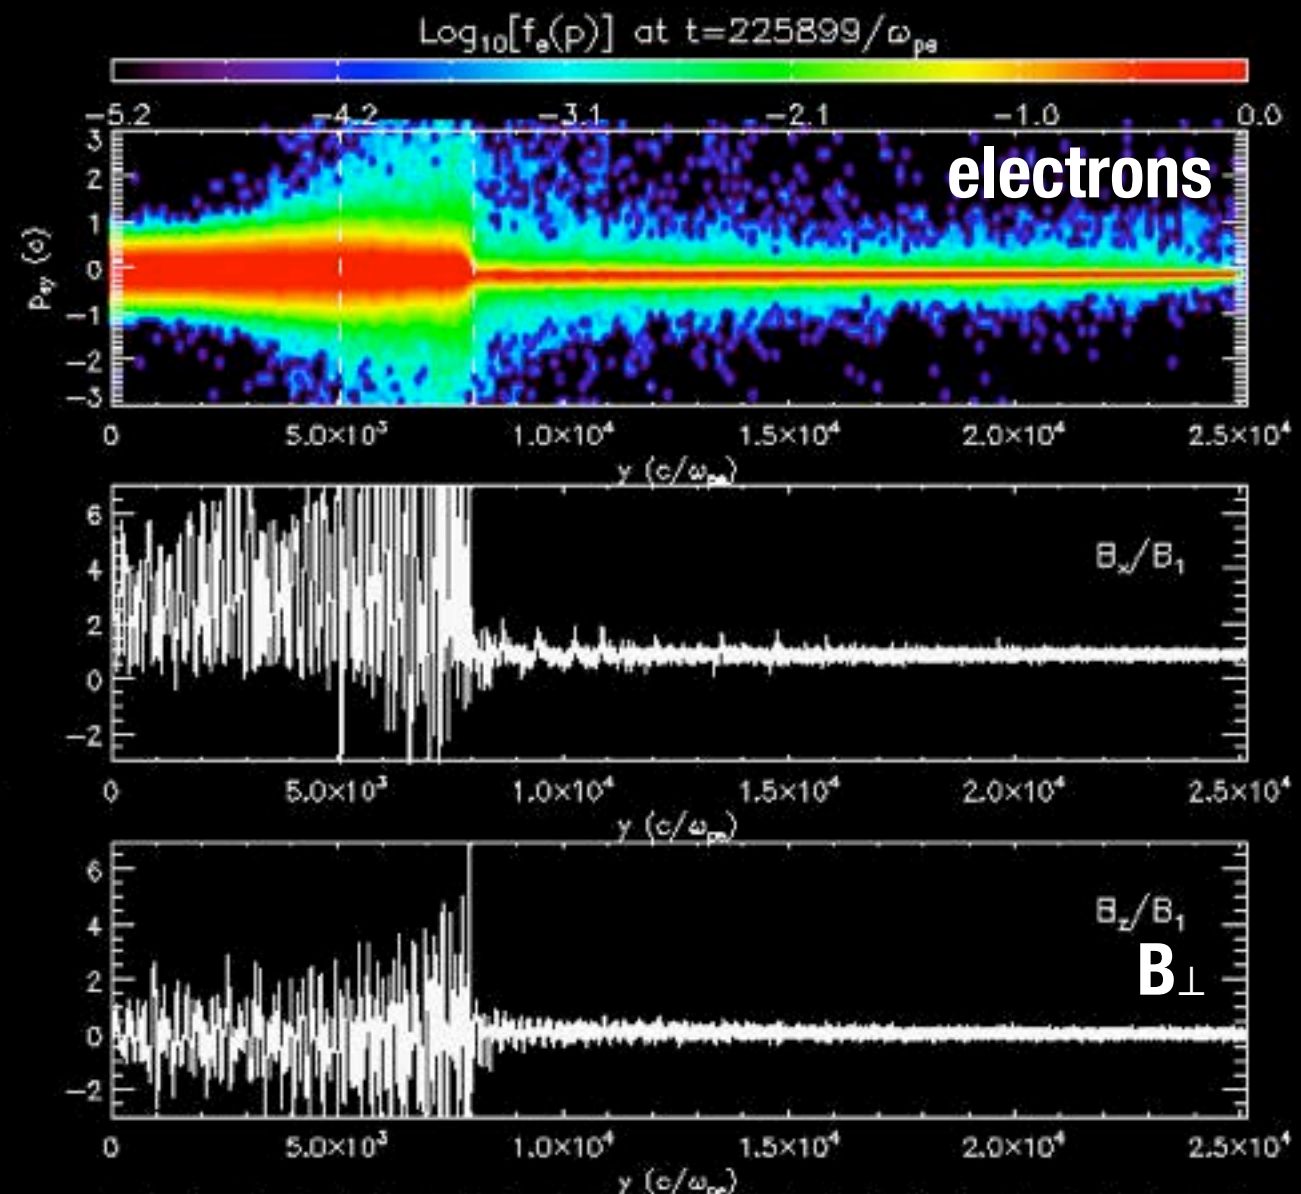 Log₁₀[fₑ(p)] at t=225899/ωₚₑ
−5.2 −4.2 −3.1 −2.1 −1.0 0.0
electrons
3
2
1
0
−1
−2
−3
0 5.0×10³ 1.0×10⁴ 1.5×10⁴ 2.0×10⁴ 2.5×10⁴
y (c/ωₚₑ)
6
Bₓ/B₁
4
2
0
−2
0 5.0×10³ 1.0×10⁴ 1.5×10⁴ 2.0×10⁴ 2.5×10⁴
y (c/ωₚₑ)
6
B_z/B₁
4
B⊥
2
0
−2
0 5.0×10³ 1.0×10⁴ 1.5×10⁴ 2.0×10⁴ 2.5×10⁴
y (c/ωₚₑ)